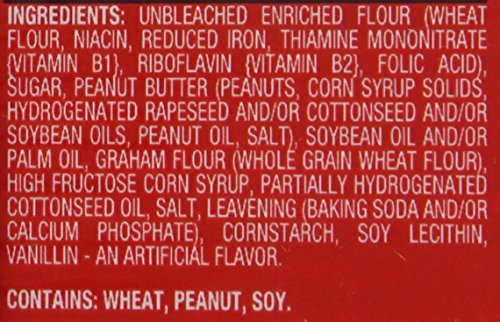 INGREDIENTS: UNBLEACHED ENRICHED FLOUR (WHEAT
FLOUR, NIACIN, REDUCED IRON, THIAMINE MONONITRATE
{VITAMIN B1}, RIBOFLAVIN {VITAMIN B2}, FOLIC ACID),
SUGAR, PEANUT BUTTER (PEANUTS, CORN SYRUP SOLIDS,
HYDROGENATED RAPESEED AND/OR COTTONSEED AND/OR
SOYBEAN OILS, PEANUT OIL, SALT), SOYBEAN OIL AND/OR
PALM OIL, GRAHAM FLOUR (WHOLE GRAIN WHEAT FLOUR),
HIGH FRUCTOSE CORN SYRUP, PARTIALLY HYDROGENATED
COTTONSEED OIL, SALT, LEAVENING (BAKING SODA AND/OR
CALCIUM PHOSPHATE), CORNSTARCH, SOY LECITHIN,
VANILLIN - AN ARTIFICIAL FLAVOR.
CONTAINS: WHEAT, PEANUT, SOY.